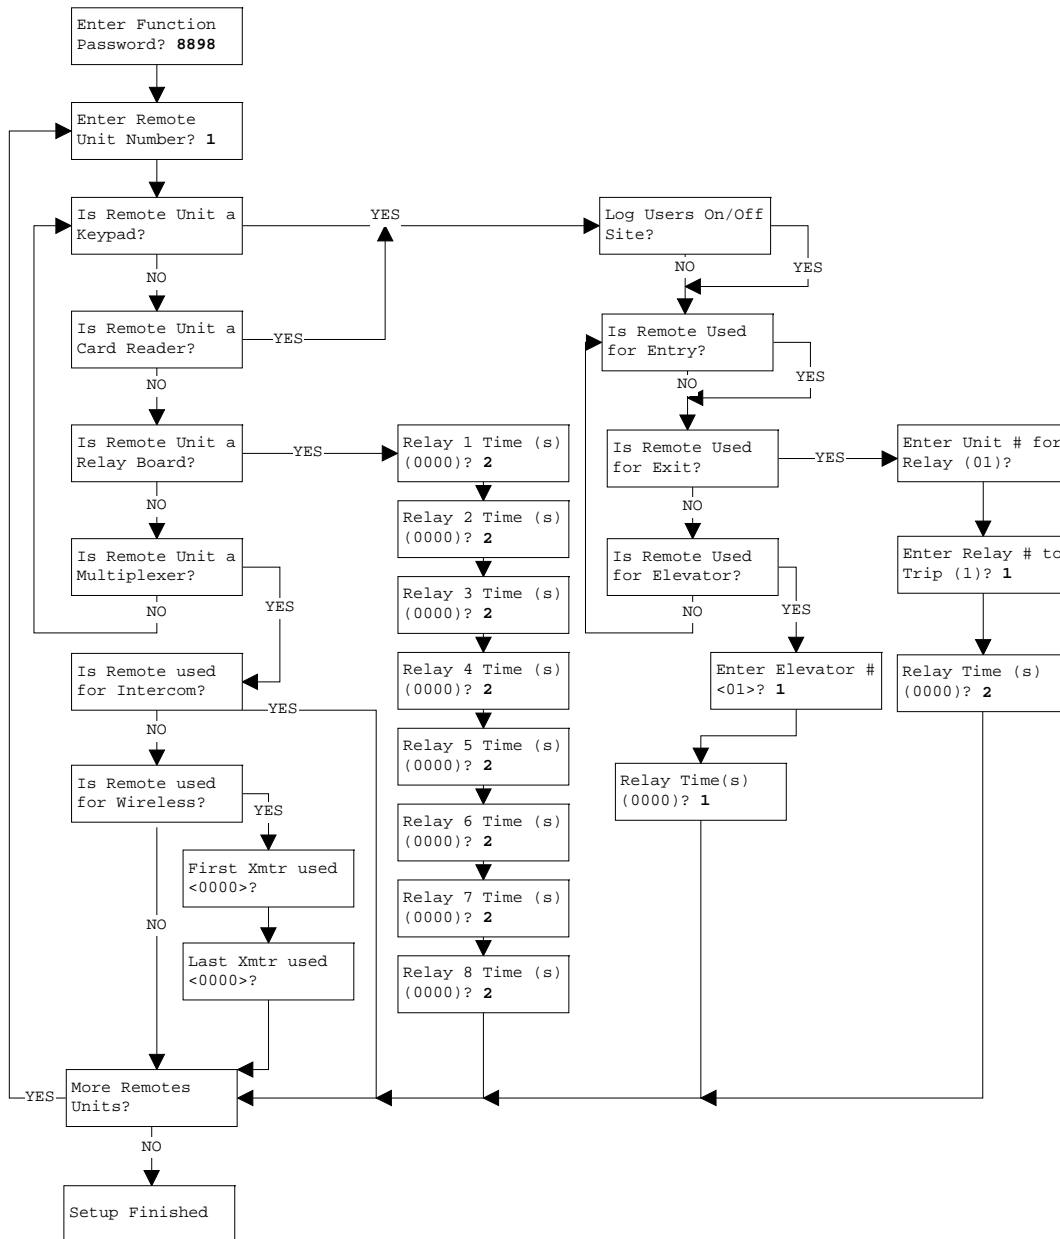 Enter Function
Password? 8898
Enter Remote
Unit Number? 1
Is Remote Unit a
Keypad?
YES
Log Users On/Off
Site?
NO
YES
NO
Is Remote Unit a
Card Reader?
YES
Is Remote Used
for Entry?
YES
NO
NO
Is Remote Unit a
Relay Board?
YES
Relay 1 Time (s)
(0000)? 2
Is Remote Used
for Exit?
YES
Enter Unit # for
Relay (01)?
NO
NO
Relay 2 Time (s)
(0000)? 2
Is Remote Unit a
Multiplexer?
YES
NO
Is Remote Used
for Elevator?
YES
NO
Enter Relay # to
Trip (1)? 1
Relay 3 Time (s)
(0000)? 2
Is Remote used
for Intercom?
YES
NO
Relay 4 Time (s)
(0000)? 2
Enter Elevator #
<01>? 1
Relay Time (s)
(0000)? 2
Relay 5 Time (s)
(0000)? 2
Is Remote used
for Wireless?
YES
NO
Relay Time(s)
(0000)? 1
Relay 6 Time (s)
(0000)? 2
First Xmtr used
<0000>?
Relay 7 Time (s)
(0000)? 2
Last Xmtr used
<0000>?
Relay 8 Time (s)
(0000)? 2
YES
More Remotes
Units?
NO
Setup Finished